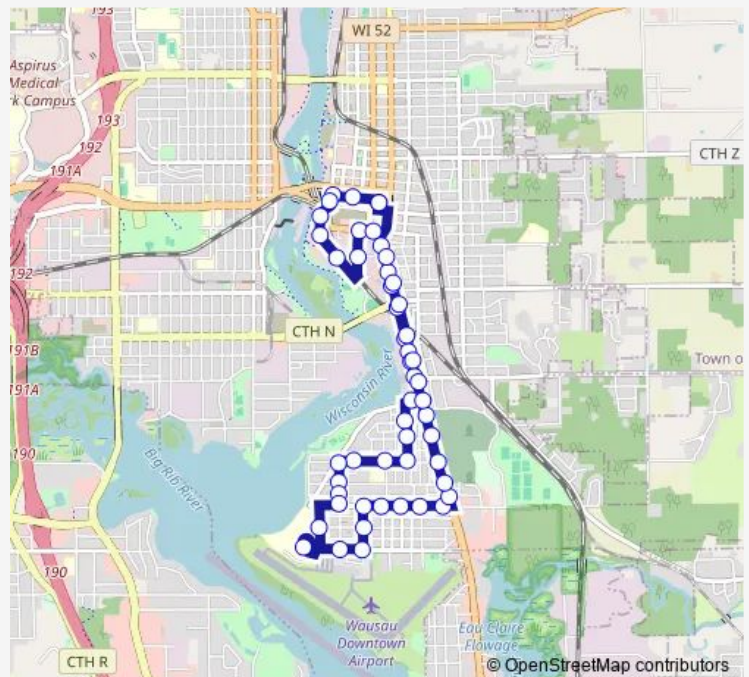 193
WI 52
Aspirus
Medical
rk Campus
193
192
191A
CTH Z
192
CTH N
191B
191A
Town o
Wisconsin River
190
Big Rib River
190
Wausau
Downtown
Airport
Eau Claire
Flowage
CTH R
© OpenStreetMap contributors